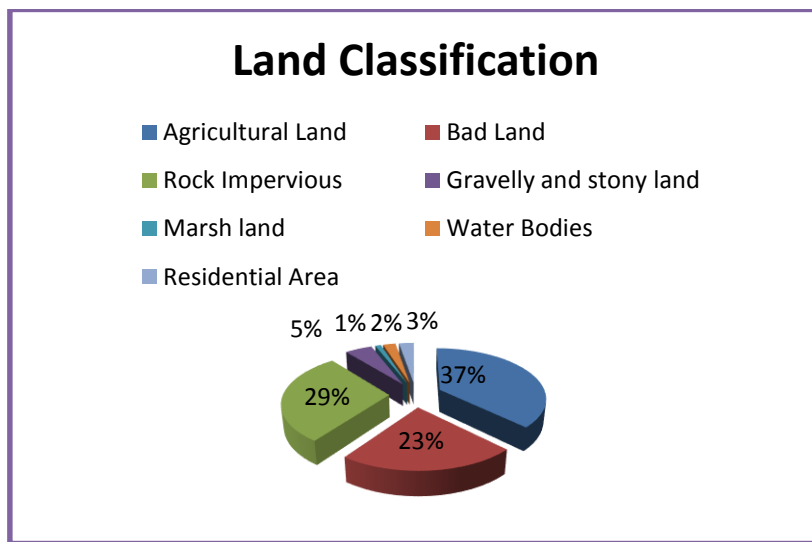 Land Classification
Agricultural Land
Bad Land
Rock Impervious
Gravelly and stony land
Marsh land
Water Bodies
Residential Area
5%
1%
2%
3%
37%
29%
23%